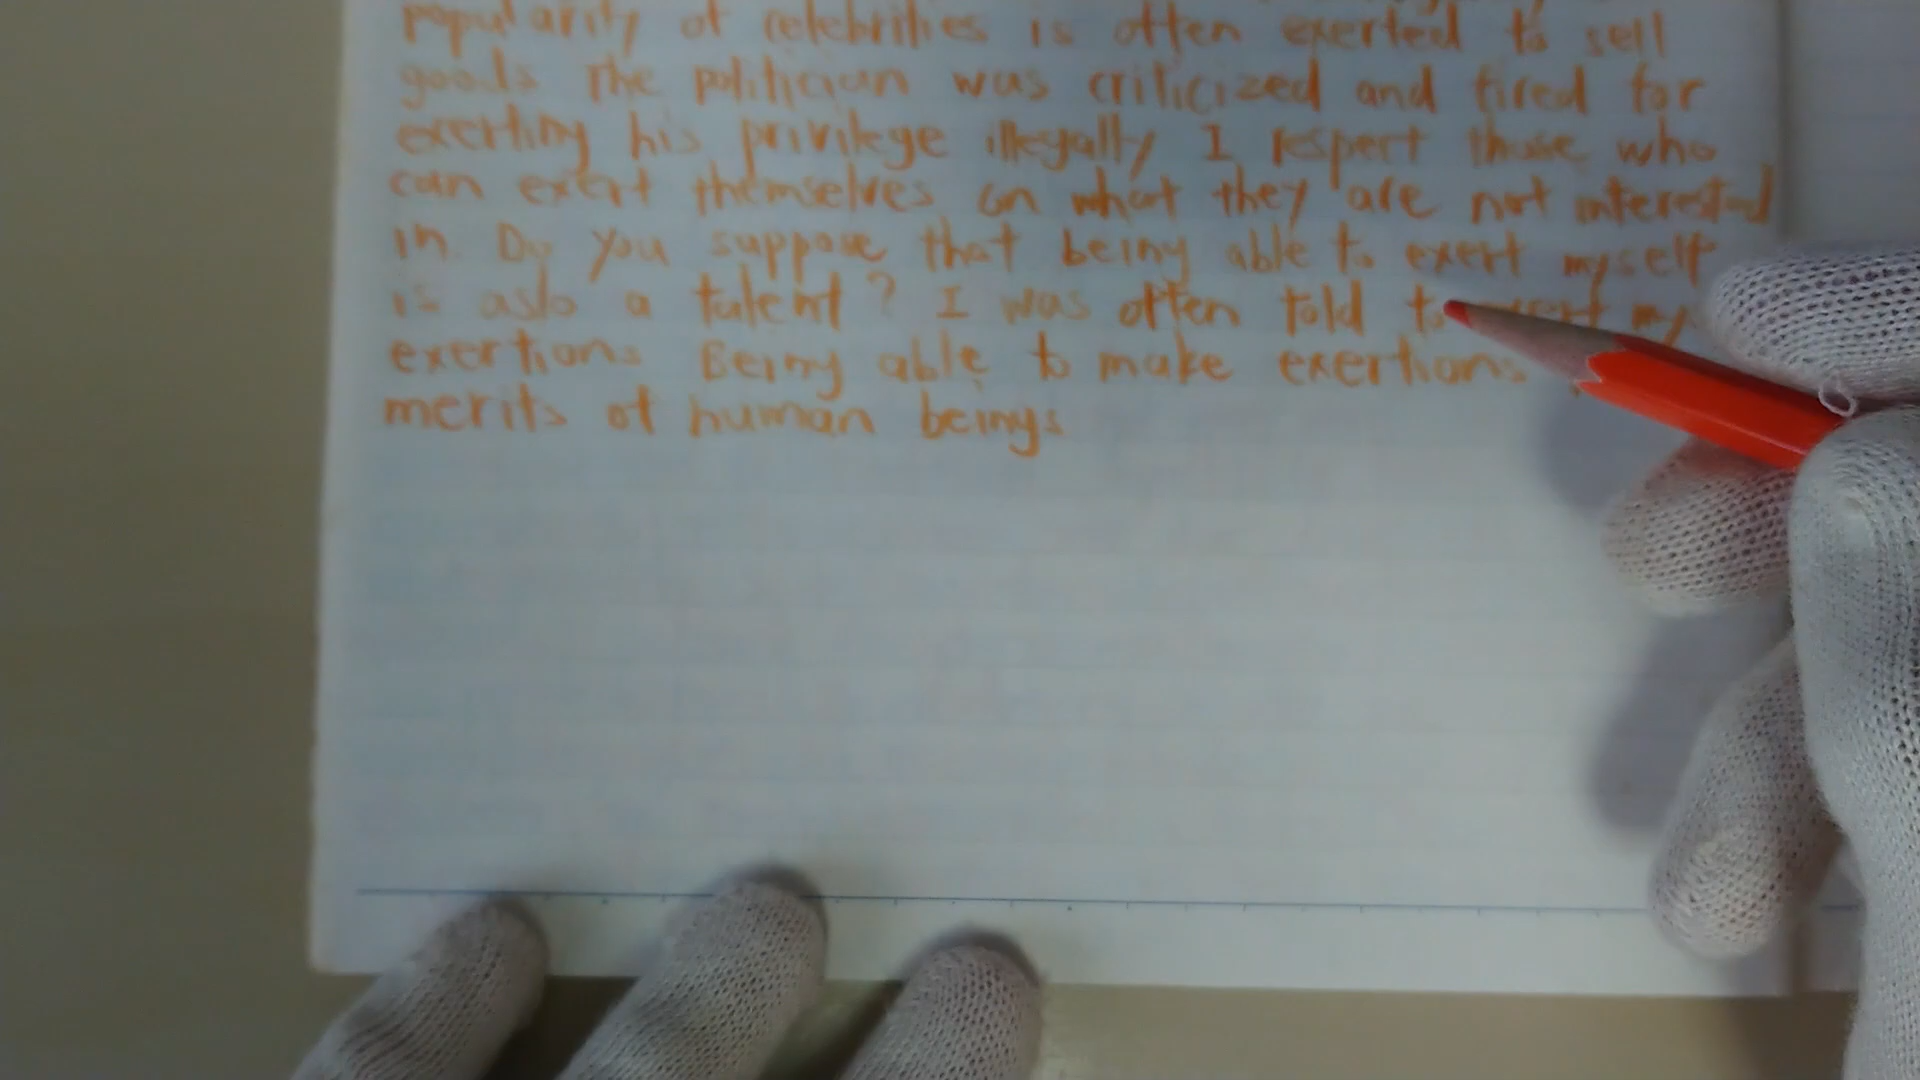 popularity of celebrities is often exerted to sell
goods The politician was criticized and fired for
exerting his privilege illegally I respect those who
can exert themselves on what they are not interested
in. Do you suppose that being able to exert myself
is aslo a talent? I was often told to exert my
exertions Being able to make exertions
merits of human beings